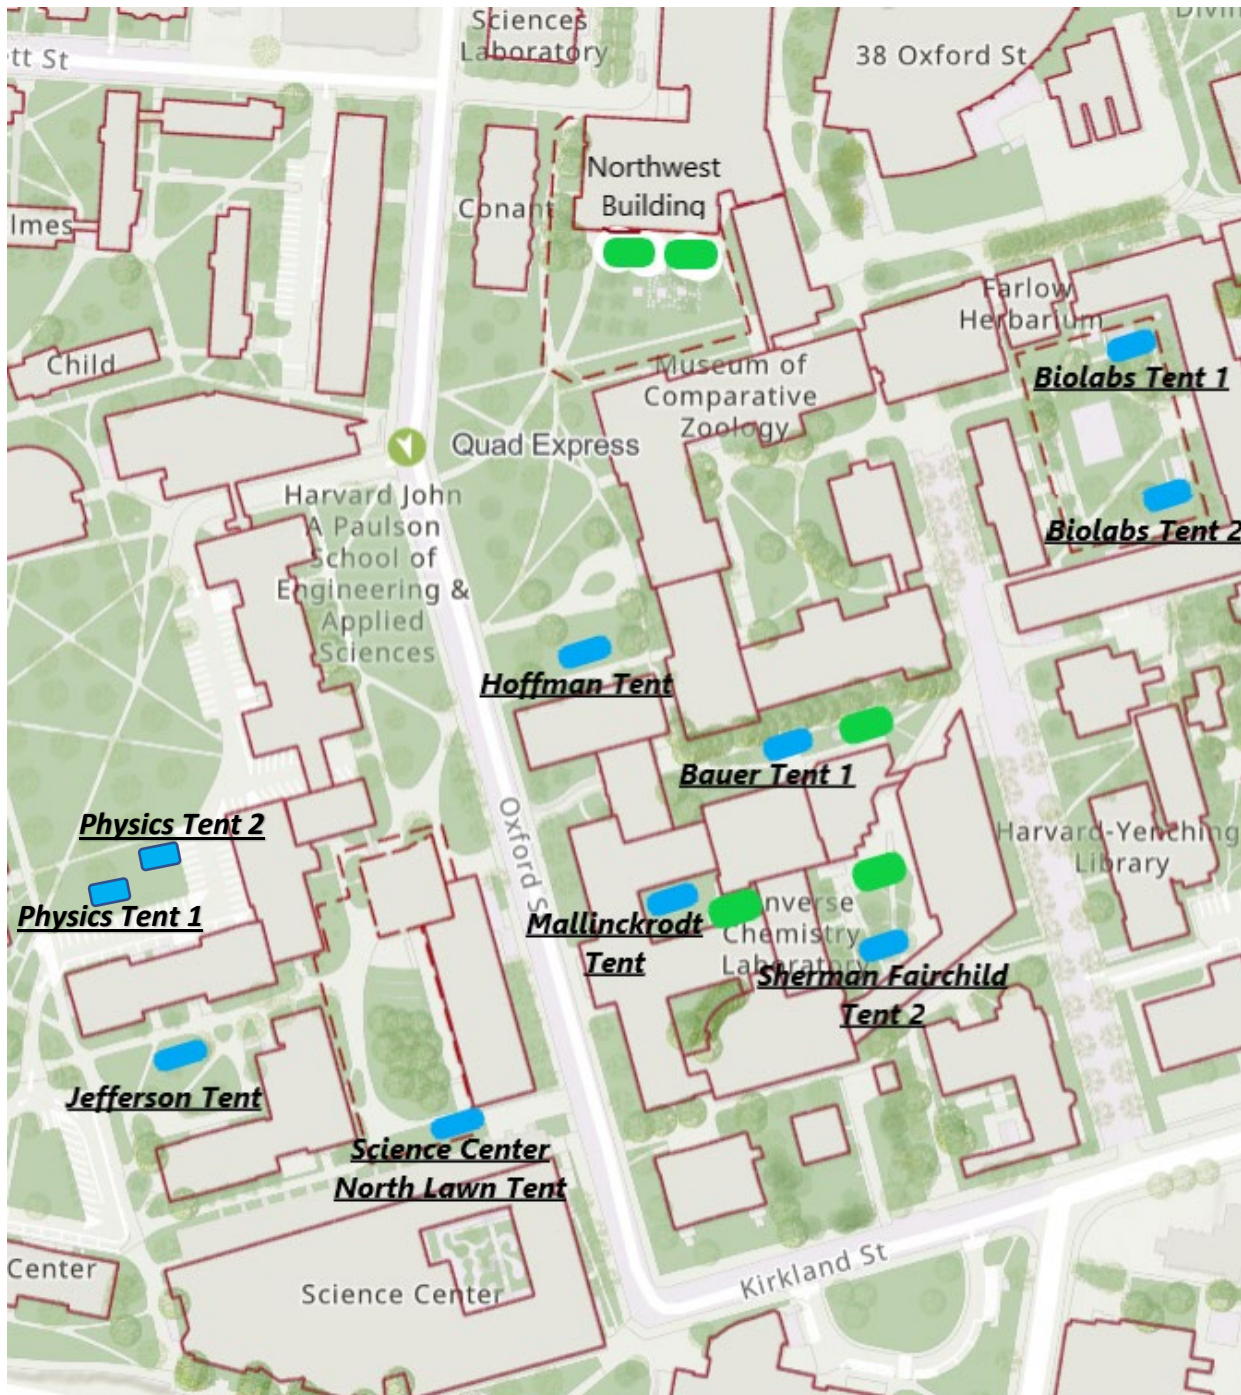 Sciences
Laboratory
38 Oxford St
ett St
Northwest
Building
Conant
lmes
Farlow
Herbarium
Child
Museum of
Comparative
Zoology
Biolabs Tent 1
Quad Express
Harvard John
A Paulson
School of
Engineering &
Applied
Sciences
Biolabs Tent 2
Hoffman Tent
Bauer Tent 1
Oxford S
Physics Tent 2
Harvard-Yenching
Library
Physics Tent 1
Mallinckrodt
Tent
nverse
Chemistry
Laboratory
Sherman Fairchild
Tent 2
Jefferson Tent
Science Center
North Lawn Tent
Kirkland St
Center
Science Center